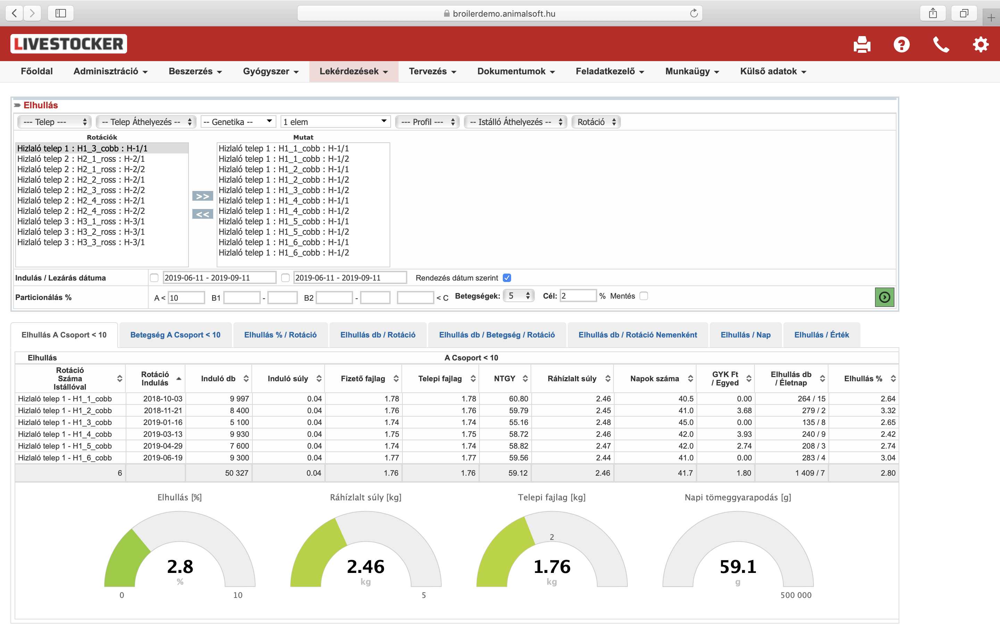 broilerdemo.animalsoft.hu
LIVESTOCKER
Főoldal Adminisztráció Beszerzés Gyógyszer Lekérdezések Tervezés Dokumentumok Feladatkezelő Munkaügy Külső adatok
Elhullás
--- Telep --- -- Telep Áthelyezés -- -- Genetika -- 1 elem --- Profil --- -- Istálló Áthelyezés -- Rotáció
Rotációk
Hizlaló telep 1 : H1_3_cobb : H-1/1
Hizlaló telep 2 : H2_1_ross : H-2/1
Hizlaló telep 2 : H2_1_ross : H-2/2
Hizlaló telep 2 : H2_2_ross : H-2/1
Hizlaló telep 2 : H2_3_ross : H-2/2
Hizlaló telep 2 : H2_4_ross : H-2/1
Hizlaló telep 2 : H2_4_ross : H-2/2
Hizlaló telep 3 : H3_1_ross : H-3/1
Hizlaló telep 3 : H3_2_ross : H-3/1
Hizlaló telep 3 : H3_3_ross : H-3/1
>>
<<
Mutat
Hizlaló telep 1 : H1_1_cobb : H-1/1
Hizlaló telep 1 : H1_1_cobb : H-1/2
Hizlaló telep 1 : H1_2_cobb : H-1/1
Hizlaló telep 1 : H1_2_cobb : H-1/2
Hizlaló telep 1 : H1_3_cobb : H-1/2
Hizlaló telep 1 : H1_4_cobb : H-1/1
Hizlaló telep 1 : H1_4_cobb : H-1/2
Hizlaló telep 1 : H1_5_cobb : H-1/1
Hizlaló telep 1 : H1_5_cobb : H-1/2
Hizlaló telep 1 : H1_6_cobb : H-1/1
Hizlaló telep 1 : H1_6_cobb : H-1/2
Indulás / Lezárás dátuma 2019-06-11 - 2019-09-11 2019-06-11 - 2019-09-11 Rendezés dátum szerint
Particionálás % A < 10 B1 - B2 - < C Betegségek: 5 Cél: 2 % Mentés
Elhullás A Csoport < 10 Betegség A Csoport < 10 Elhullás % / Rotáció Elhullás db / Rotáció Elhullás db / Betegség / Rotáció Elhullás db / Rotáció Nemenként Elhullás / Nap Elhullás / Érték
Elhullás A Csoport < 10
Rotáció Száma Istállóval Rotáció Indulás Induló db Induló súly Fizető fajlag Telepi fajlag NTGY Ráhízlalt súly Napok száma GYK Ft / Egyed Elhullás db / Életnap Elhullás %
Hizlaló telep 1 - H1_1_cobb 2018-10-03 9 997 0.04 1.78 1.78 60.80 2.46 40.5 0.00 264 / 15 2.64
Hizlaló telep 1 - H1_2_cobb 2018-11-21 8 400 0.04 1.76 1.76 59.79 2.45 41.0 3.68 279 / 2 3.32
Hizlaló telep 1 - H1_3_cobb 2019-01-16 5 100 0.04 1.74 1.74 55.16 2.48 45.0 0.00 135 / 8 2.65
Hizlaló telep 1 - H1_4_cobb 2019-03-13 9 930 0.04 1.75 1.75 58.72 2.46 42.0 3.93 240 / 9 2.42
Hizlaló telep 1 - H1_5_cobb 2019-04-29 7 600 0.04 1.74 1.74 58.82 2.47 42.0 2.74 208 / 3 2.74
Hizlaló telep 1 - H1_6_cobb 2019-06-19 9 300 0.04 1.77 1.77 59.56 2.44 41.0 0.00 283 / 4 3.04
6 50 327 0.04 1.76 1.76 59.12 2.46 41.7 1.80 1 409 / 7 2.80
Elhullás [%]
2.8
%
0 10
Ráhízlalt súly [kg]
2.46
kg
5
Telepi fajlag [kg]
2
1.76
kg
Napi tömeggyarapodás [g]
59.1
g
500 000